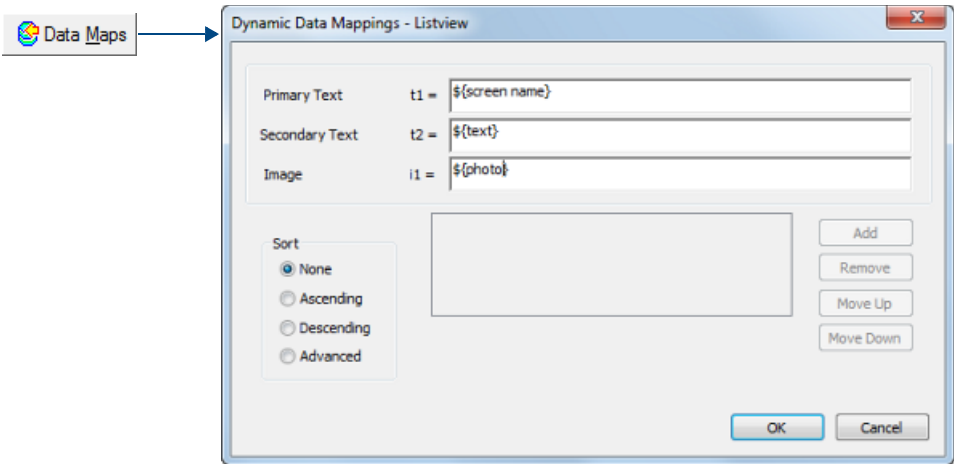 Data Maps
Dynamic Data Mappings - Listview
Primary Text t1 = ${screen name}
Secondary Text t2 = ${text}
Image i1 = ${photo}
Sort
None
Ascending
Descending
Advanced
Add
Remove
Move Up
Move Down
OK Cancel